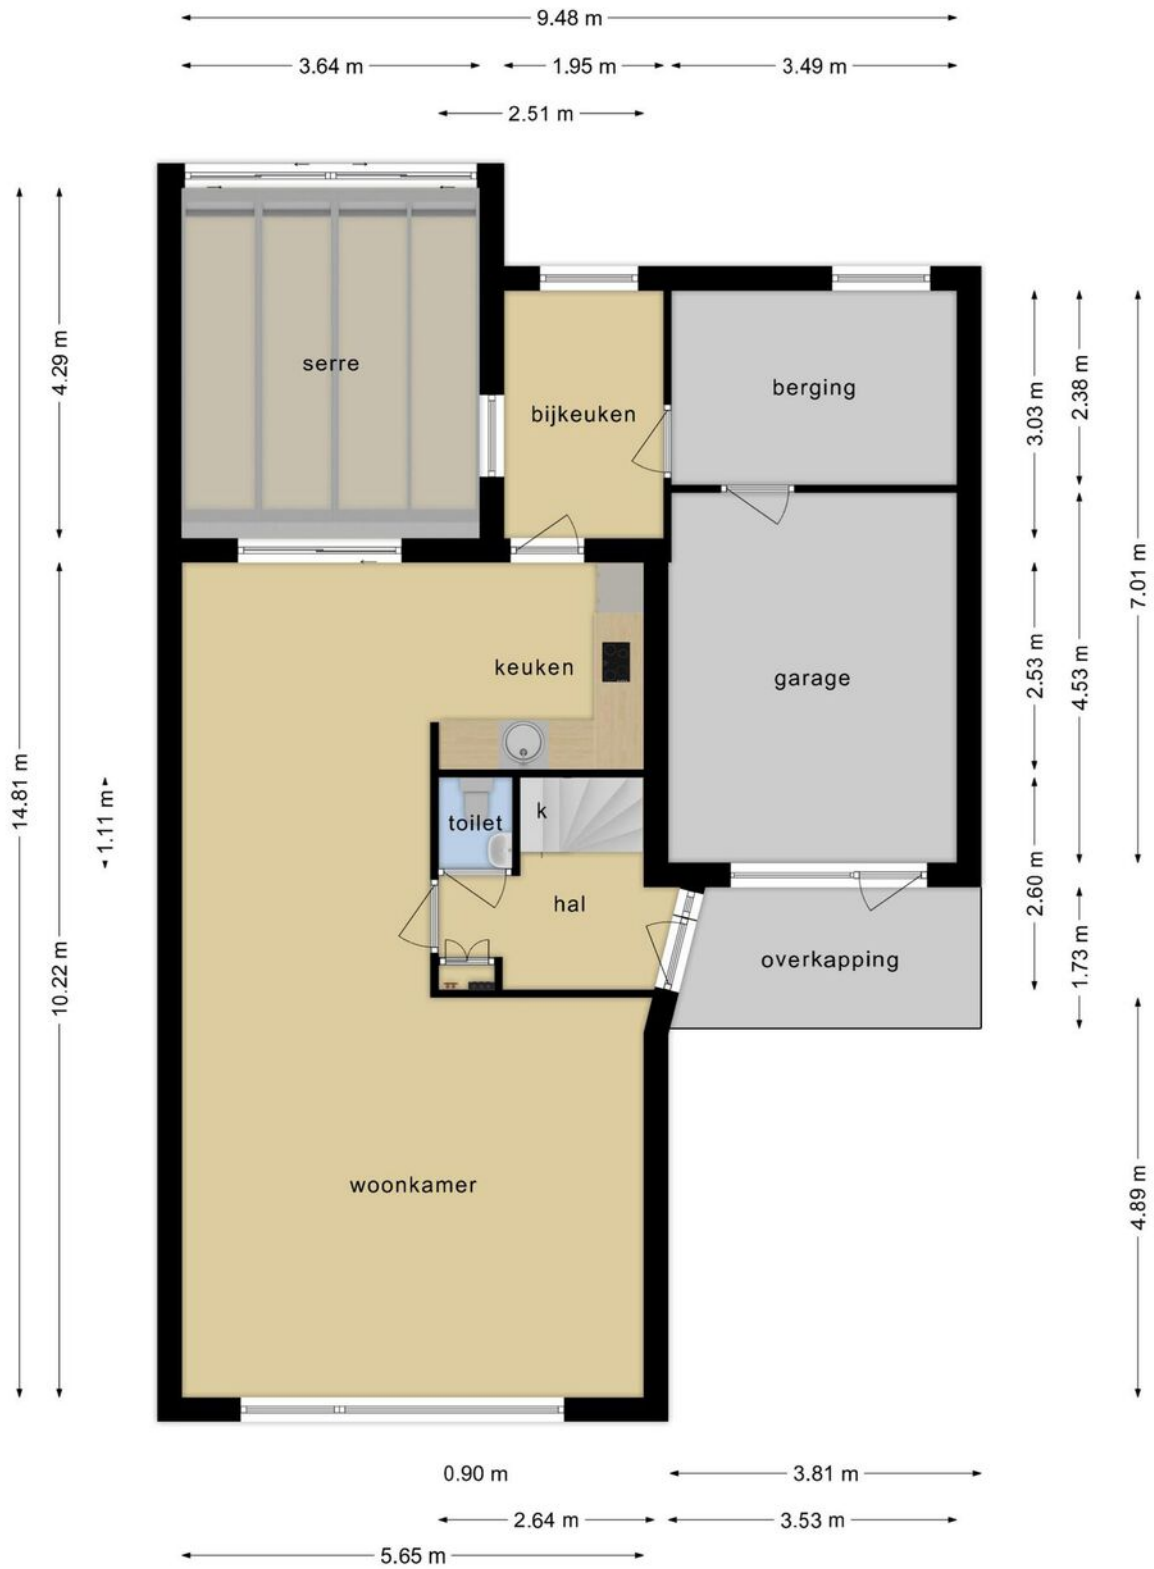 9.48 m
3.64 m
1.95 m
3.49 m
2.51 m
serre
bijkeuken
berging
keuken
garage
toilet
k
hal
overkapping
woonkamer
4.29 m
14.81 m
1.11 m
10.22 m
3.03 m
2.38 m
7.01 m
2.53 m
4.53 m
2.60 m
1.73 m
4.89 m
0.90 m
3.81 m
2.64 m
3.53 m
5.65 m